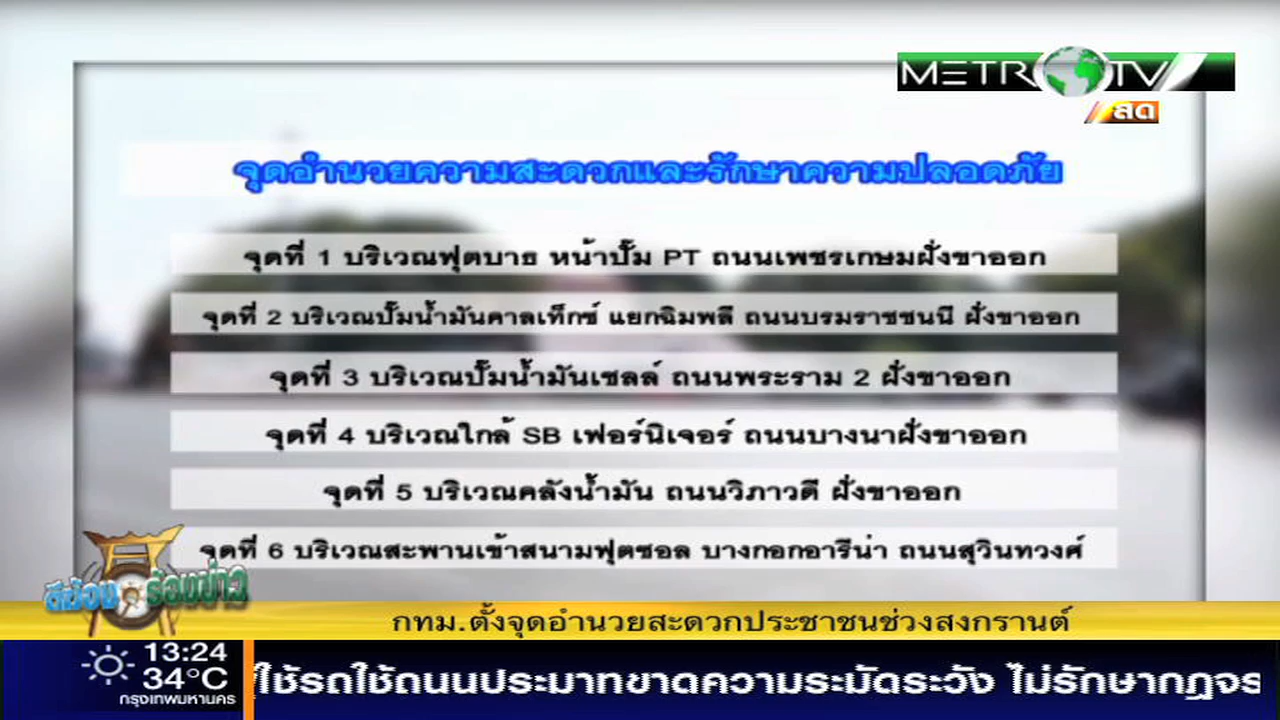 METRO TV
สด
จุดอำนวยความสะดวกและรักษาความปลอดภัย
จุดที่ 1 บริเวณฟุตบาธ หน้าปั๊ม PT ถนนเพชรเกษมฝั่งขาออก
จุดที่ 2 บริเวณปั๊มน้ำมันคาลเท็กซ์ แยกฉิมพลี ถนนบรมราชชนนี ฝั่งขาออก
จุดที่ 3 บริเวณปั๊มน้ำมันเชลล์ ถนนพระราม 2 ฝั่งขาออก
จุดที่ 4 บริเวณใกล้ SB เฟอร์นิเจอร์ ถนนบางนาฝั่งขาออก
จุดที่ 5 บริเวณคลังน้ำมัน ถนนวิภาวดี ฝั่งขาออก
จุดที่ 6 บริเวณสะพานเข้าสนามฟุตซอล บางกอกอารีน่า ถนนสุวินทวงศ์
ตีฆ้องร้องข่าว
กทม.ตั้งจุดอำนวยสะดวกประชาชนช่วงสงกรานต์
13:24
34°C
กรุงเทพมหานคร
ใช้รถใช้ถนนประมาทขาดความระมัดระวัง ไม่รักษากฎจร